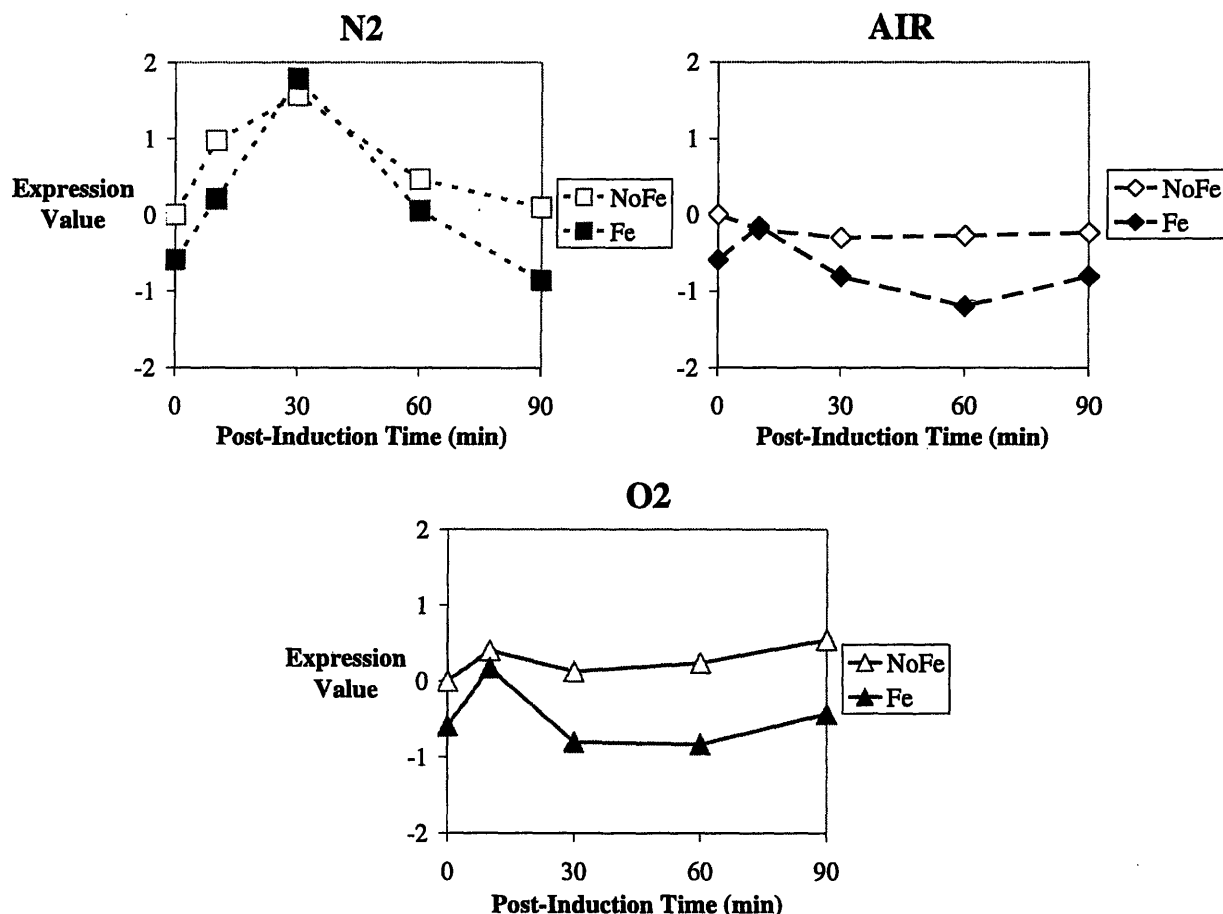 N2
2
1
0
-1
-2
Expression
Value
0 30 60 90
Post-Induction Time (min)
NoFe
Fe
AIR
2
1
0
-1
-2
0 30 60 90
Post-Induction Time (min)
NoFe
Fe
O2
2
1
0
-1
-2
Expression
Value
0 30 60 90
Post-Induction Time (min)
NoFe
Fe